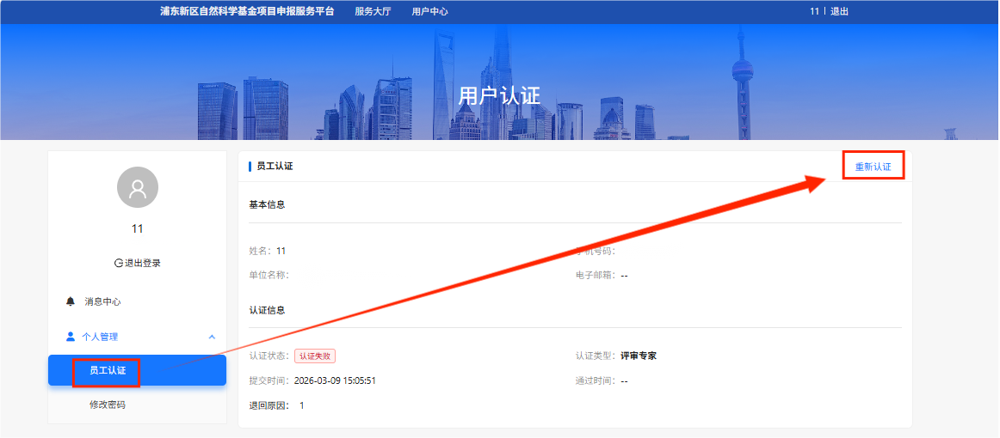 浦东新区自然科学基金项目申报服务平台 服务大厅 用户中心 11 | 退出
用户认证
11
退出登录
消息中心
个人管理
员工认证
修改密码
员工认证 重新认证
基本信息
姓名: 11 手机号码:
单位名称: 电子邮箱: --
认证信息
认证状态: 认证失败 认证类型: 评审专家
提交时间: 2026-03-09 15:05:51 通过时间: --
退回原因: 1